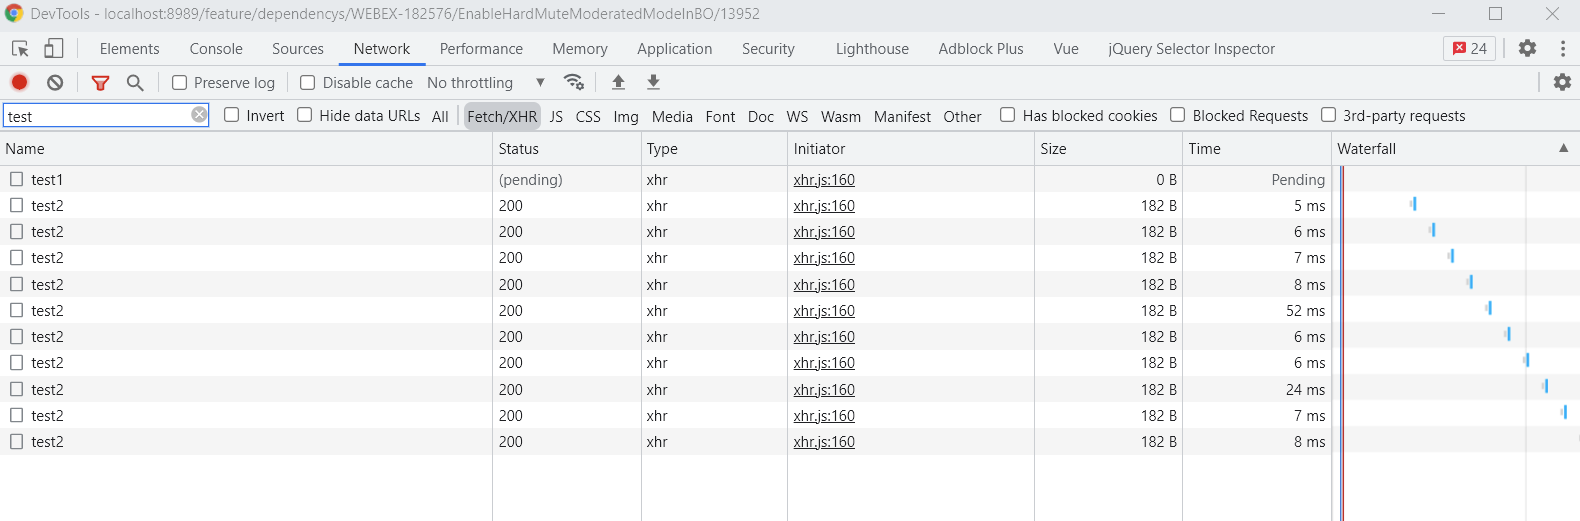 DevTools - localhost:8989/feature/dependencys/WEBEX-182576/EnableHardMuteModeratedModeInBO/13952
Elements Console Sources Network Performance Memory Application Security Lighthouse Adblock Plus Vue jQuery Selector Inspector 24
Preserve log Disable cache No throttling
test Invert Hide data URLs All Fetch/XHR JS CSS Img Media Font Doc WS Wasm Manifest Other Has blocked cookies Blocked Requests 3rd-party requests
Name Status Type Initiator Size Time Waterfall
test1 (pending) xhr xhr.js:160 0 B Pending
test2 200 xhr xhr.js:160 182 B 5 ms
test2 200 xhr xhr.js:160 182 B 6 ms
test2 200 xhr xhr.js:160 182 B 7 ms
test2 200 xhr xhr.js:160 182 B 8 ms
test2 200 xhr xhr.js:160 182 B 52 ms
test2 200 xhr xhr.js:160 182 B 6 ms
test2 200 xhr xhr.js:160 182 B 6 ms
test2 200 xhr xhr.js:160 182 B 24 ms
test2 200 xhr xhr.js:160 182 B 7 ms
test2 200 xhr xhr.js:160 182 B 8 ms